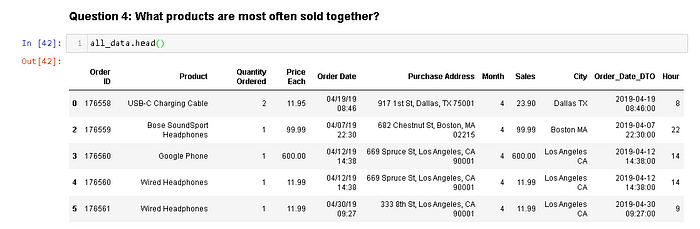 Question 4: What products are most often sold together?
In [42]: 1 all_data.head()
Out[42]:
Order ID Product Quantity Ordered Price Each Order Date Purchase Address Month Sales City Order_Date_DTO Hour
0 176558 USB-C Charging Cable 2 11.95 04/19/19 08:46 917 1st St, Dallas, TX 75001 4 23.90 Dallas TX 2019-04-19 08:46:00 8
2 176559 Bose SoundSport Headphones 1 99.99 04/07/19 22:30 682 Chestnut St, Boston, MA 02215 4 99.99 Boston MA 2019-04-07 22:30:00 22
3 176560 Google Phone 1 600.00 04/12/19 14:38 669 Spruce St, Los Angeles, CA 90001 4 600.00 Los Angeles CA 2019-04-12 14:38:00 14
4 176560 Wired Headphones 1 11.99 04/12/19 14:38 669 Spruce St, Los Angeles, CA 90001 4 11.99 Los Angeles CA 2019-04-12 14:38:00 14
5 176561 Wired Headphones 1 11.99 04/30/19 09:27 333 8th St, Los Angeles, CA 90001 4 11.99 Los Angeles CA 2019-04-30 09:27:00 9